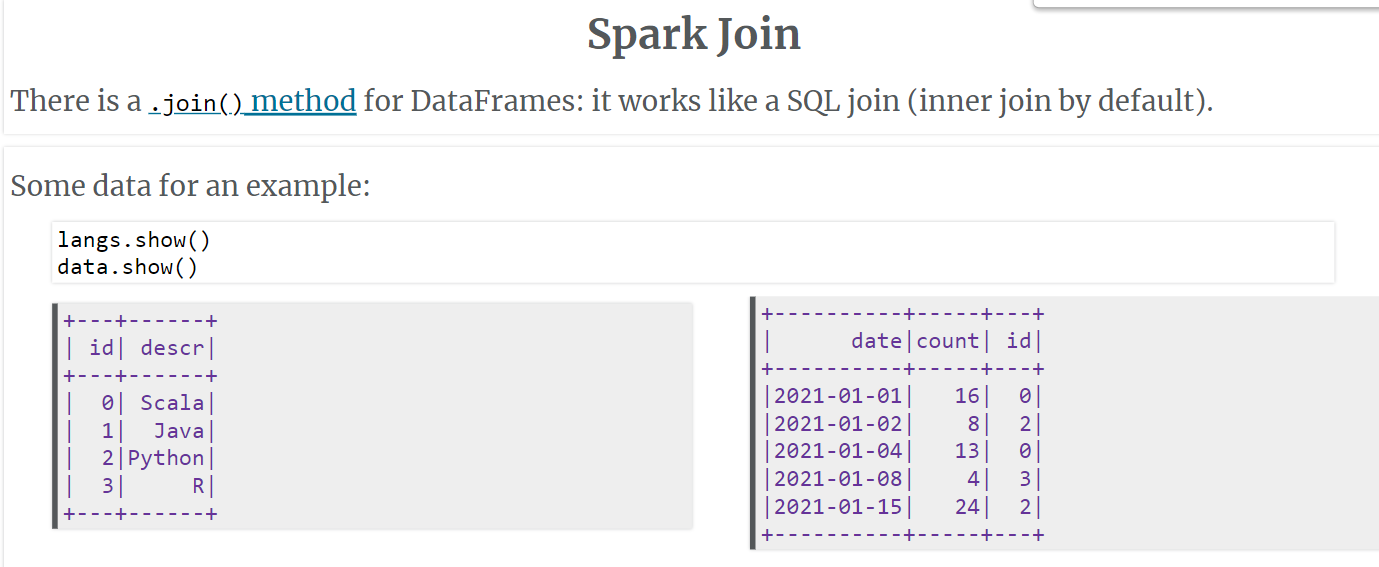 Spark Join
There is a .join() method for DataFrames: it works like a SQL join (inner join by default).
Some data for an example:
langs.show()
data.show()
+---+------+
| id| descr|
+---+------+
|  0| Scala|
|  1|  Java|
|  2|Python|
|  3|     R|
+---+------+
+----------+-----+---+
|      date|count| id|
+----------+-----+---+
|2021-01-01|   16|  0|
|2021-01-02|    8|  2|
|2021-01-04|   13|  0|
|2021-01-08|    4|  3|
|2021-01-15|   24|  2|
+----------+-----+---+